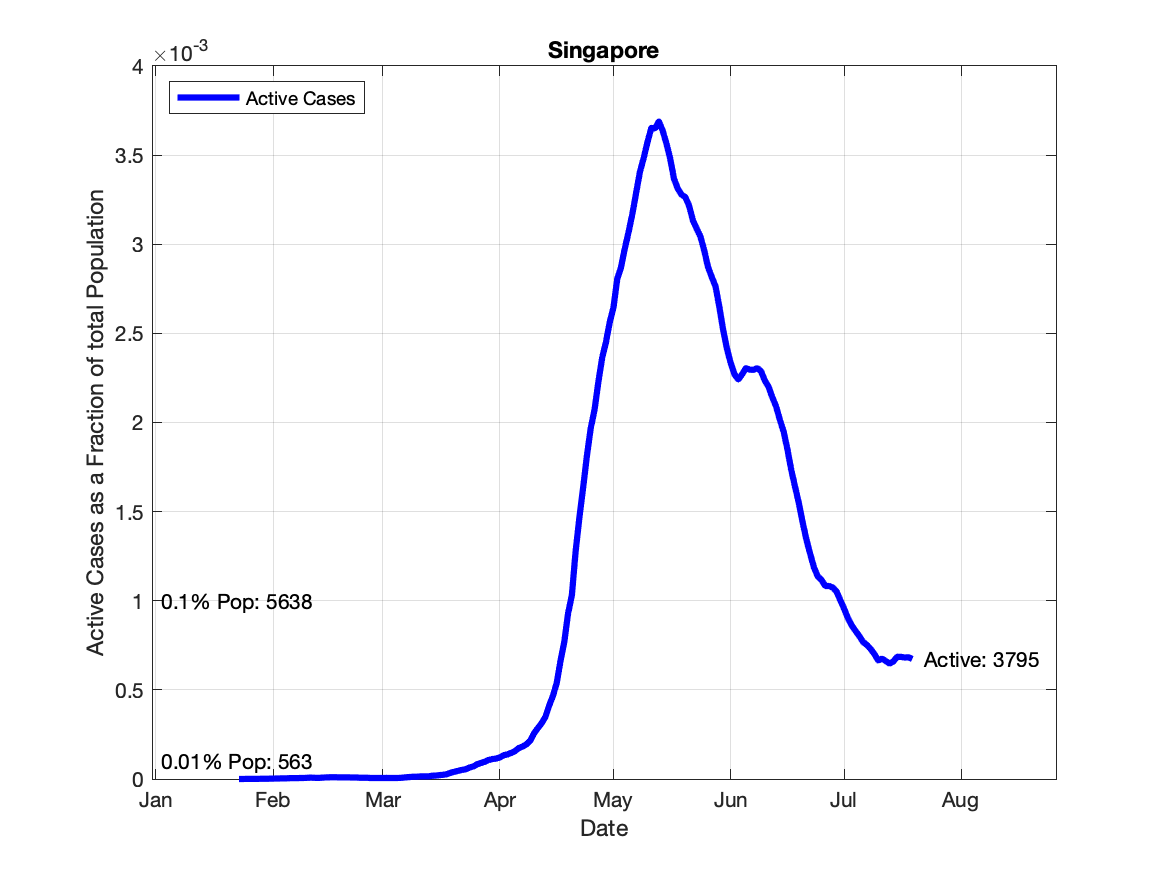 Singapore
×10-3
Active Cases
4
3.5
3
2.5
2
1.5
1
0.5
0
Active Cases as a Fraction of total Population
0.1% Pop: 5638
0.01% Pop: 563
Active: 3795
Jan Feb Mar Apr May Jun Jul Aug
Date